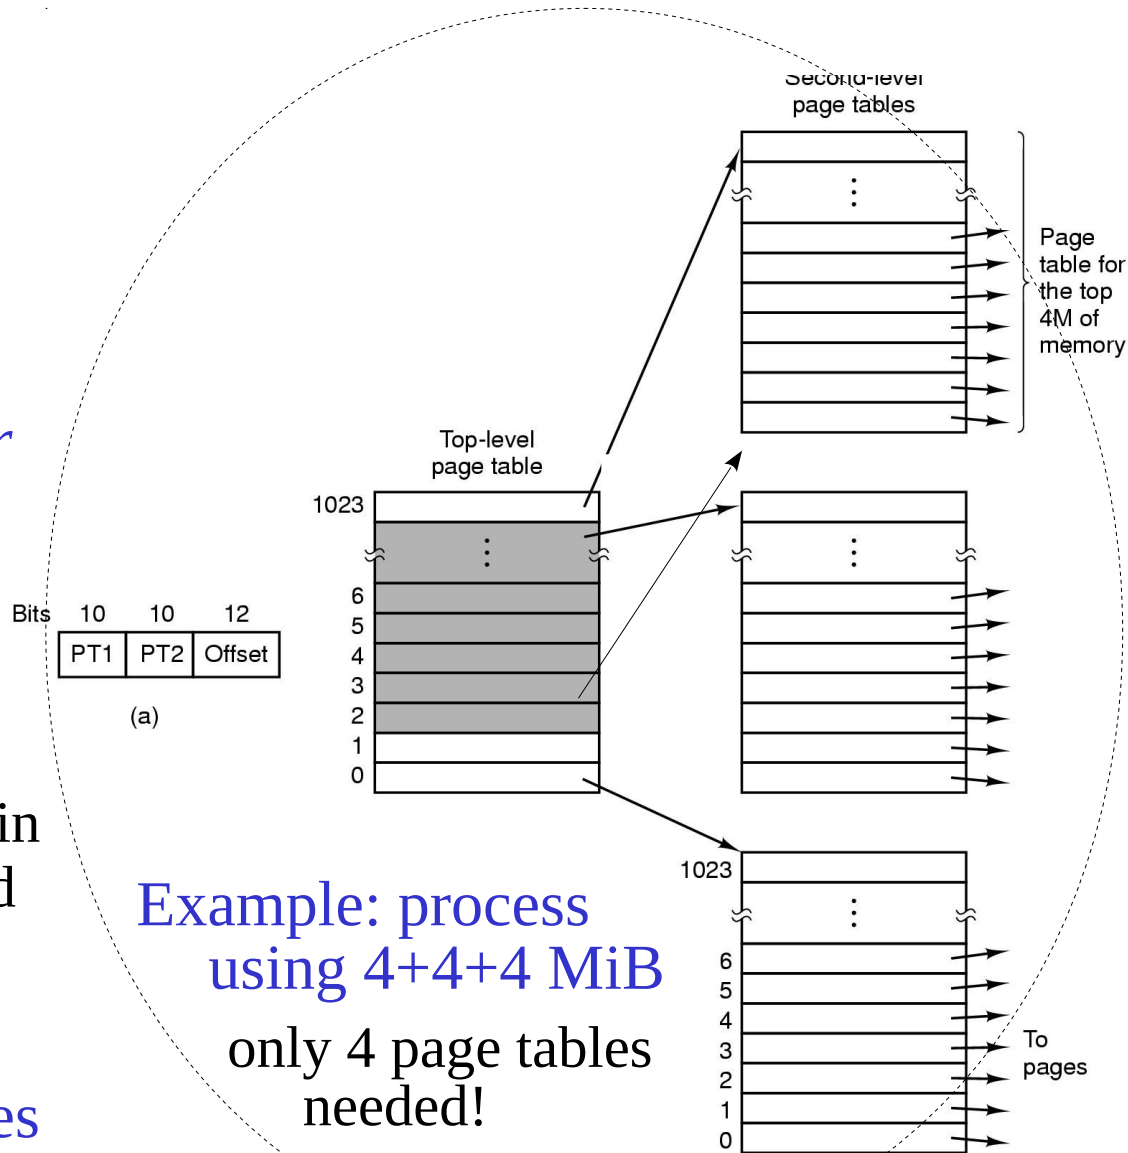 Second-level
page tables
Page
table for
the top
4M of
memory
r
Top-level
page table
1023
6
5
4
3
2
1
0
Bits 10 10 12
PT1 PT2 Offset
(a)
in
d
es
Example: process
using 4+4+4 MiB
only 4 page tables
needed!
1023
6
5
4
3
2
1
0
To
pages